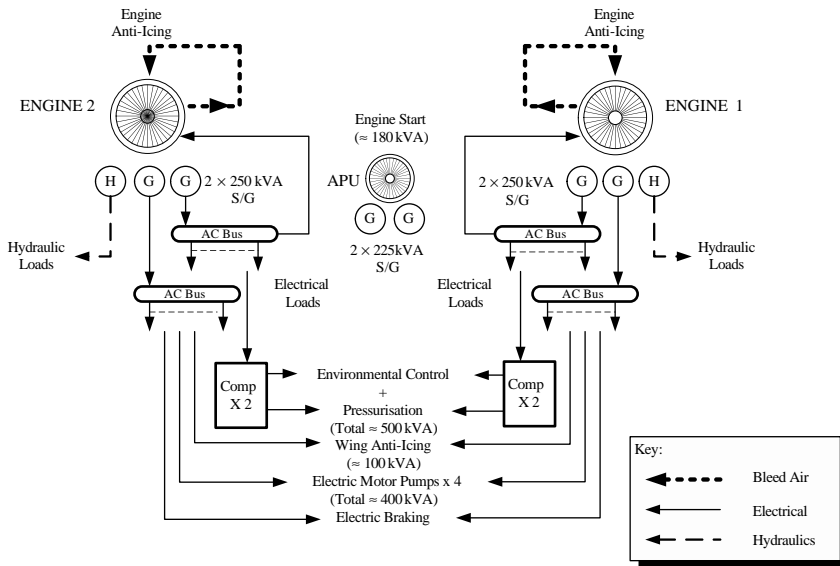 Engine
Anti-Icing
Engine
Anti-Icing
ENGINE 2
ENGINE 1
Engine Start
(≈ 180 kVA)
APU
H
G
G
2 × 250 kVA
S/G
G
G
2 × 225kVA
S/G
2 × 250 kVA
S/G
G
G
H
AC Bus
AC Bus
Hydraulic
Loads
Electrical
Loads
Electrical
Loads
Hydraulic
Loads
AC Bus
AC Bus
Comp
X 2
Comp
X 2
Environmental Control
+
Pressurisation
(Total ≈ 500 kVA)
Wing Anti-Icing
(≈ 100 kVA)
Electric Motor Pumps x 4
(Total ≈ 400 kVA)
Electric Braking
Key:
Bleed Air
Electrical
Hydraulics